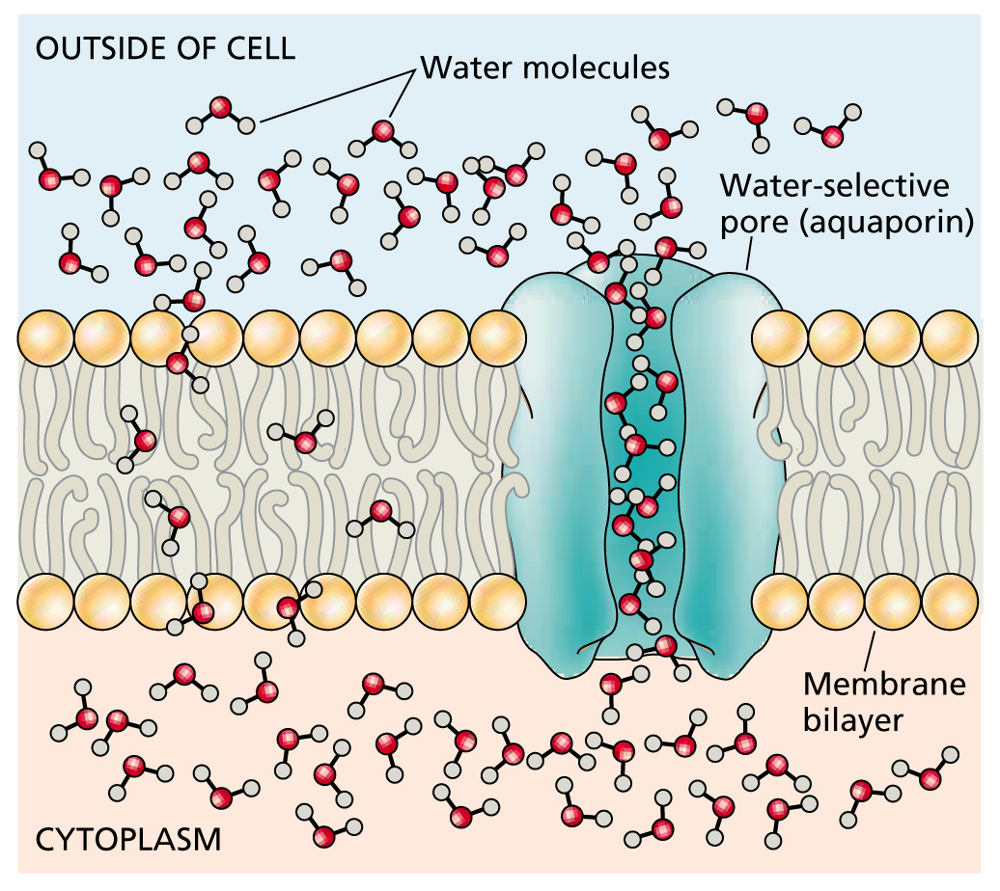 OUTSIDE OF CELL
Water molecules
Water-selective
pore (aquaporin)
Membrane
bilayer
CYTOPLASM